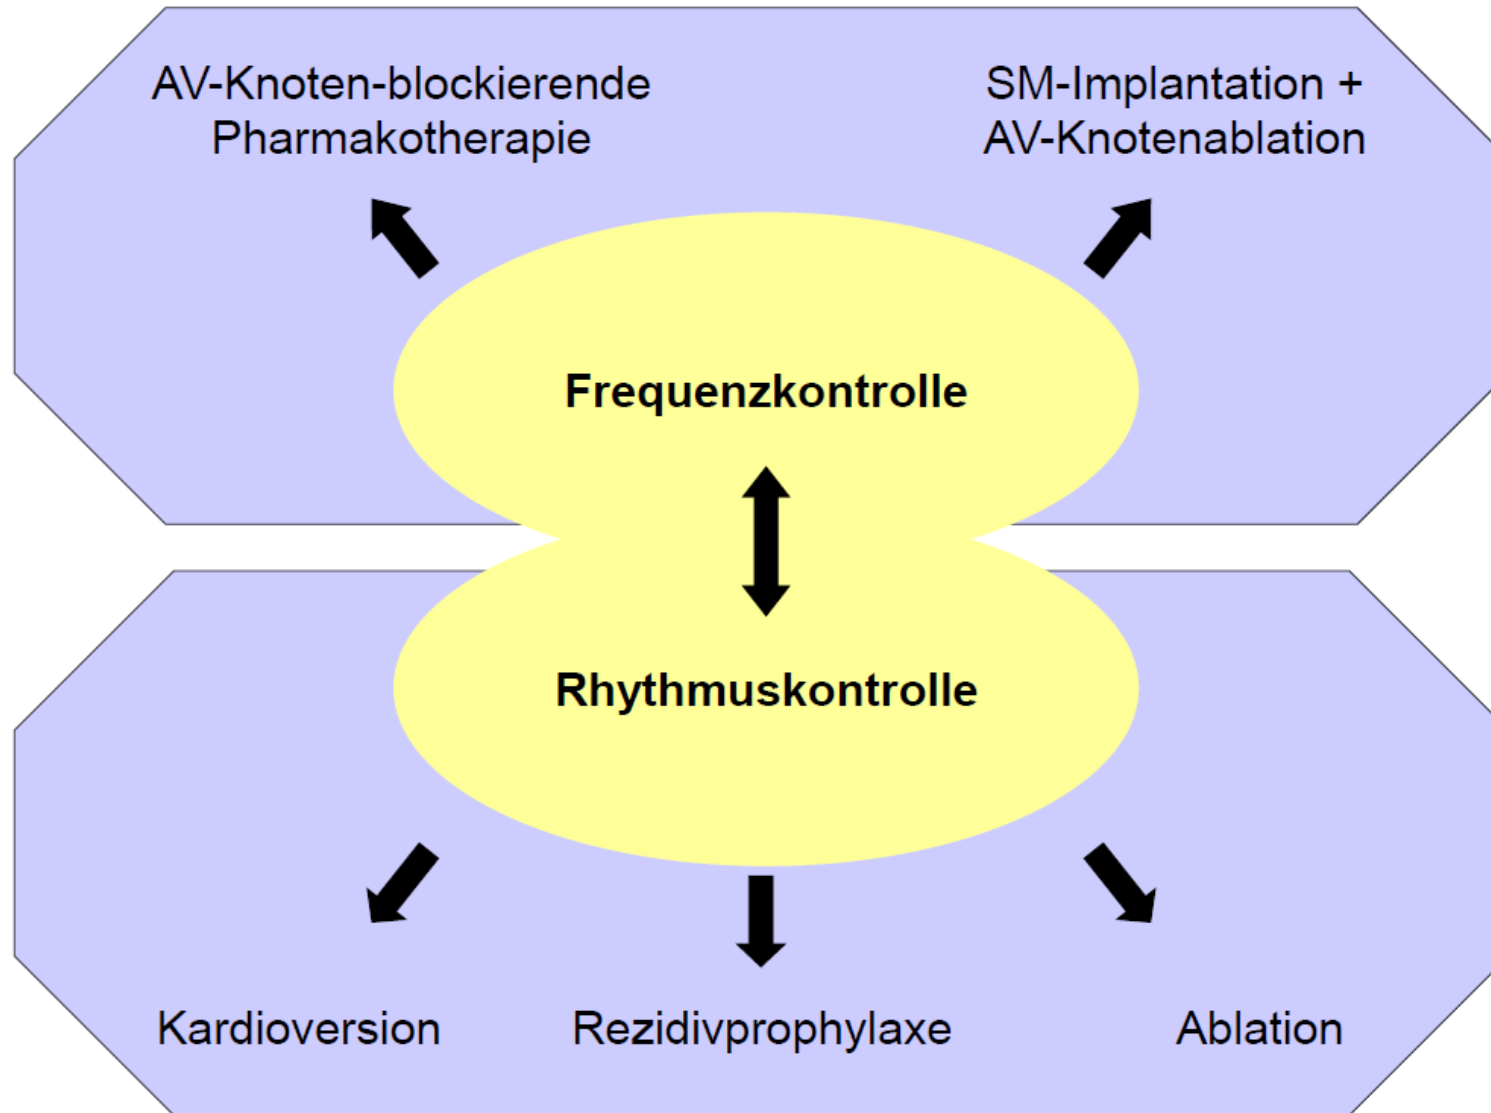 AV-Knoten-blockierende
Pharmakotherapie
SM-Implantation +
AV-Knotenablation
Frequenzkontrolle
Rhythmuskontrolle
Kardioversion
Rezidivprophylaxe
Ablation